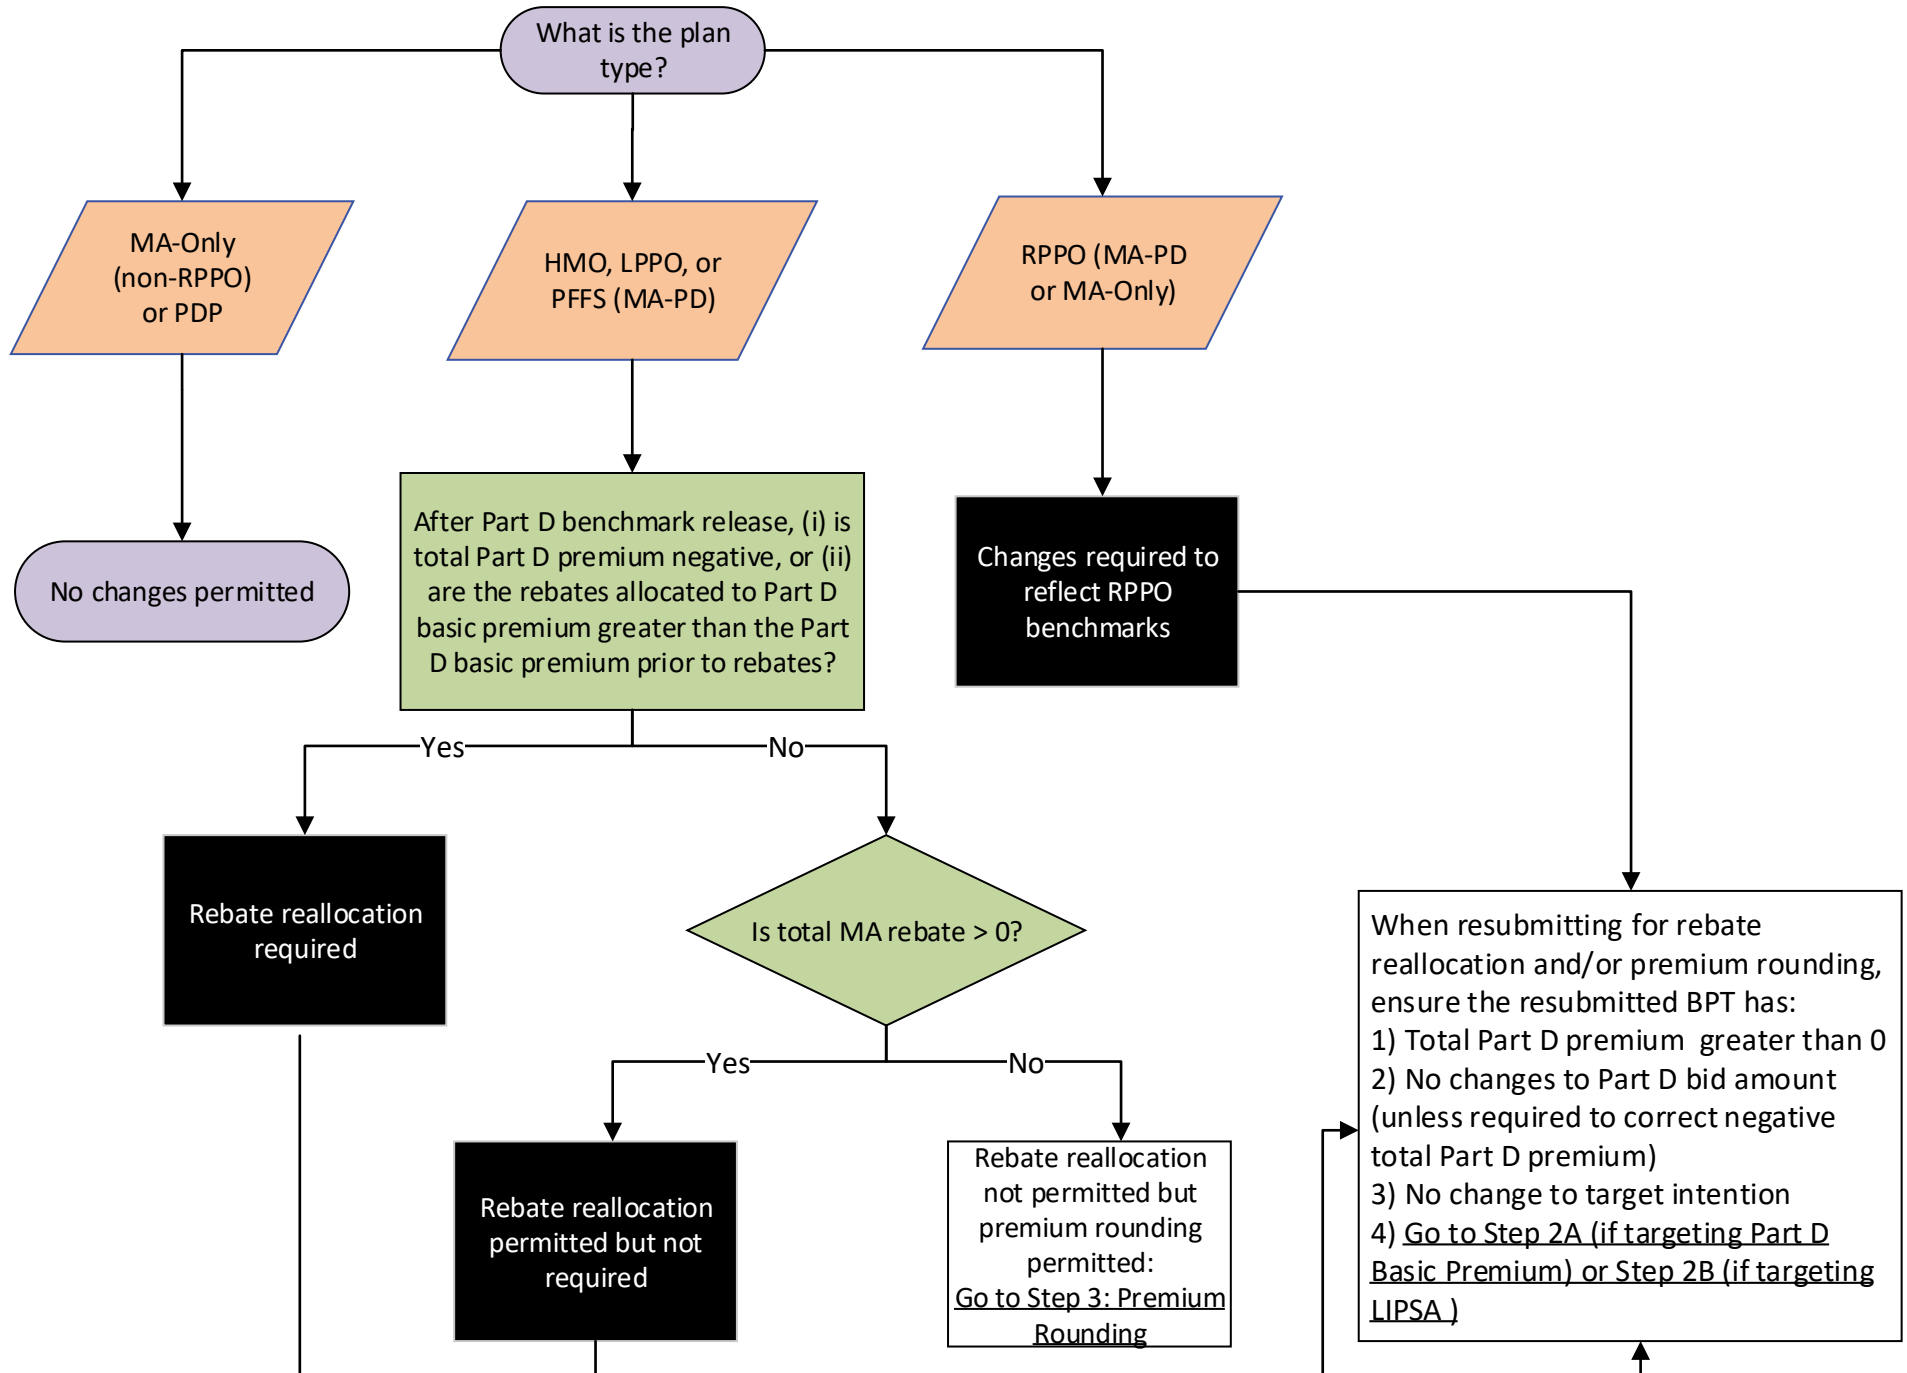 What is the plan
type?
MA-Only
(non-RPPO)
or PDP
HMO, LPPO, or
PFFS (MA-PD)
RPPO (MA-PD
or MA-Only)
No changes permitted
After Part D benchmark release, (i) is
total Part D premium negative, or (ii)
are the rebates allocated to Part D
basic premium greater than the Part
D basic premium prior to rebates?
Changes required to
reflect RPPO
benchmarks
Yes
No
Rebate reallocation
required
Is total MA rebate > 0?
Yes
No
Rebate reallocation
permitted but not
required
Rebate reallocation
not permitted but
premium rounding
permitted:
Go to Step 3: Premium
Rounding
When resubmitting for rebate
reallocation and/or premium rounding,
ensure the resubmitted BPT has:
1) Total Part D premium  greater than 0
2) No changes to Part D bid amount
(unless required to correct negative
total Part D premium)
3) No change to target intention
4) Go to Step 2A (if targeting Part D
Basic Premium) or Step 2B (if targeting
LIPSA )